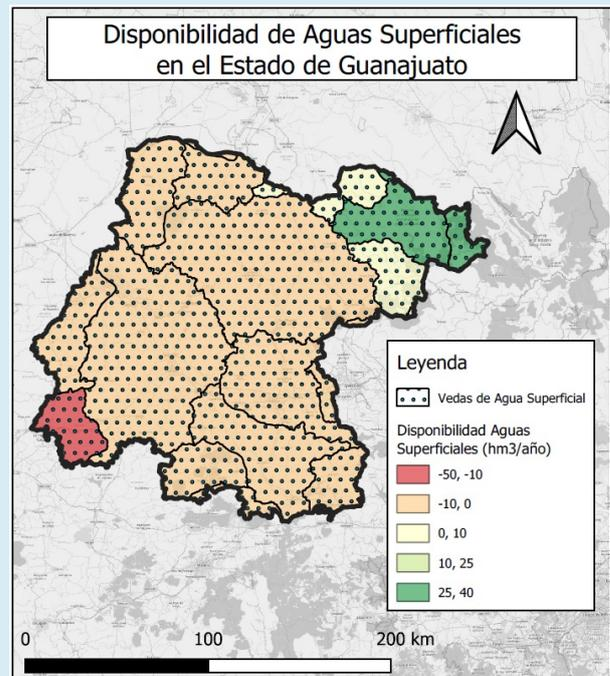 Disponibilidad de Aguas Superficiales
en el Estado de Guanajuato
Leyenda
Vedas de Agua Superficial
Disponibilidad Aguas
Superficiales (hm3/año)
-50, -10
-10, 0
0, 10
10, 25
25, 40
0 100 200 km